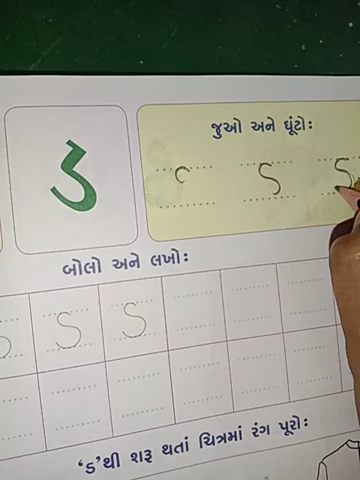 ડ
જુઓ અને ઘૂંટો:
બોલો અને લખો:
ડ ડ
'ડ'થી શરૂ થતાં ચિત્રમાં રંગ પૂરો: